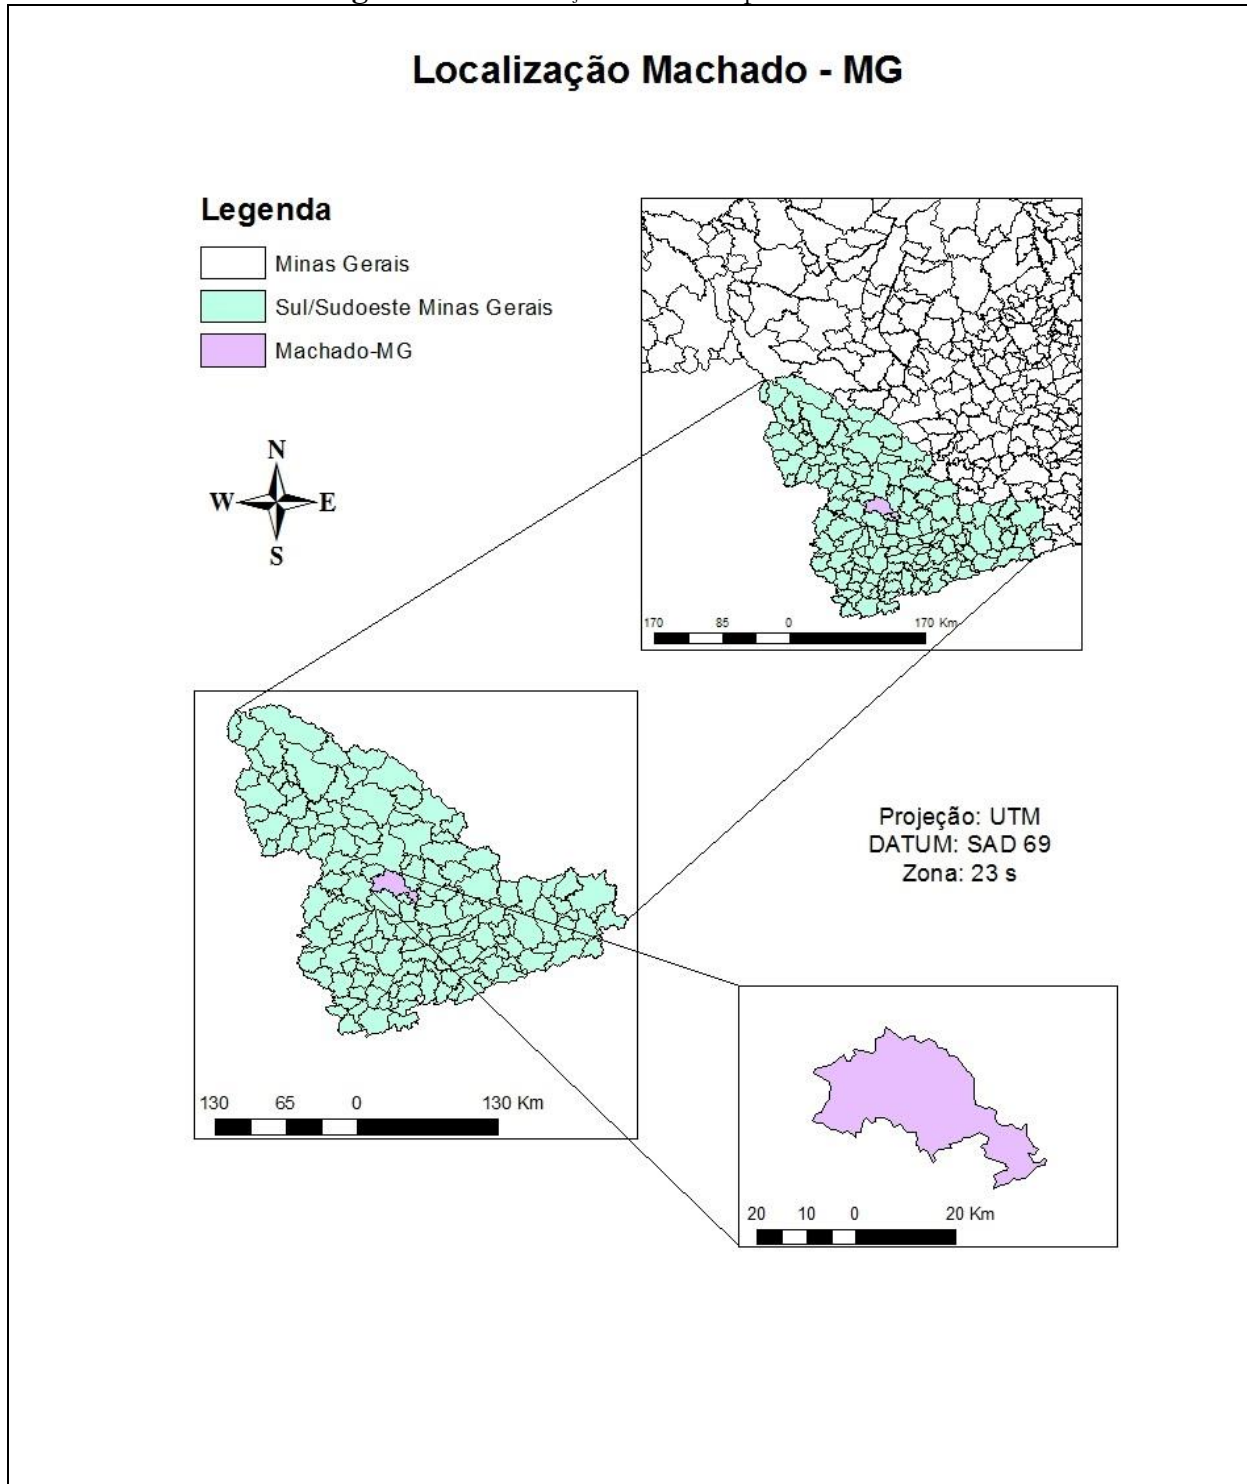 Localização Machado - MG
Legenda
Minas Gerais
Sul/Sudoeste Minas Gerais
Machado-MG
N
W E
S
170 85 0 170 Km
Projeção: UTM
DATUM: SAD 69
Zona: 23 s
130 65 0 130 Km
20 10 0 20 Km